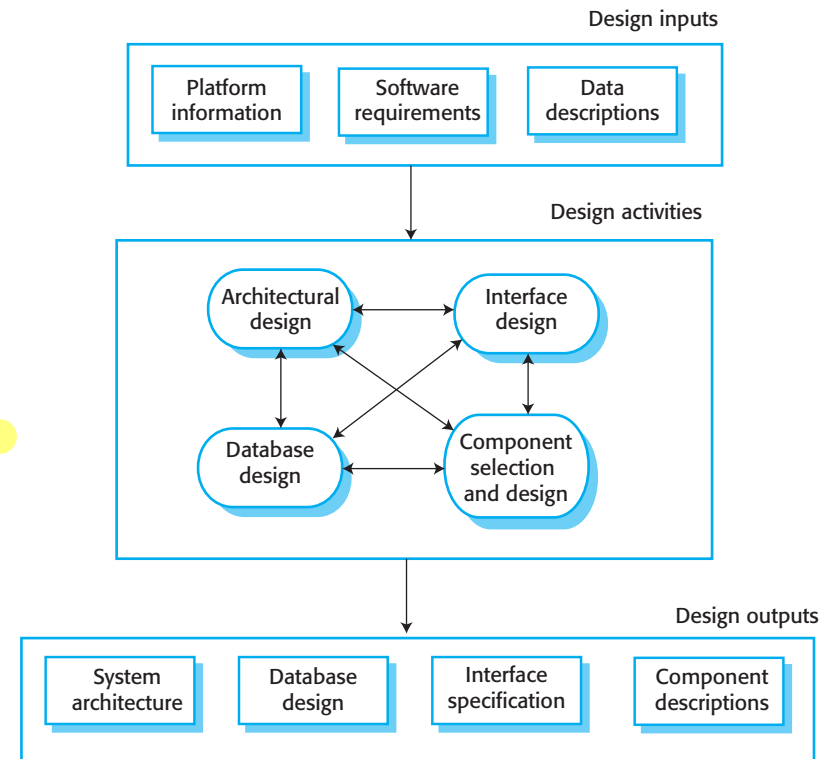 Design inputs
Platform
information
Software
requirements
Data
descriptions
Design activities
Architectural
design
Interface
design
Database
design
Component
selection
and design
Design outputs
System
architecture
Database
design
Interface
specification
Component
descriptions